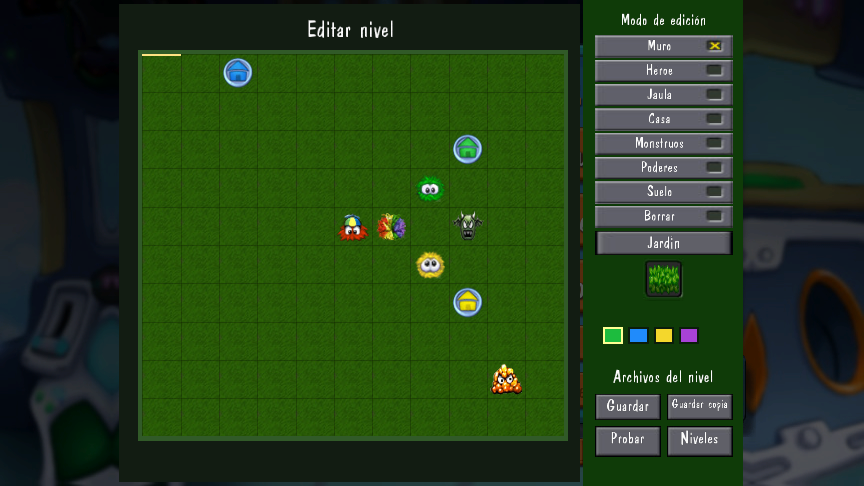 Editar nivel
Modo de edición
Muro
Heroe
Jaula
Casa
Monstruos
Poderes
Suelo
Borrar
Jardin
Archivos del nivel
Guardar
Guardar copia
Probar
Niveles